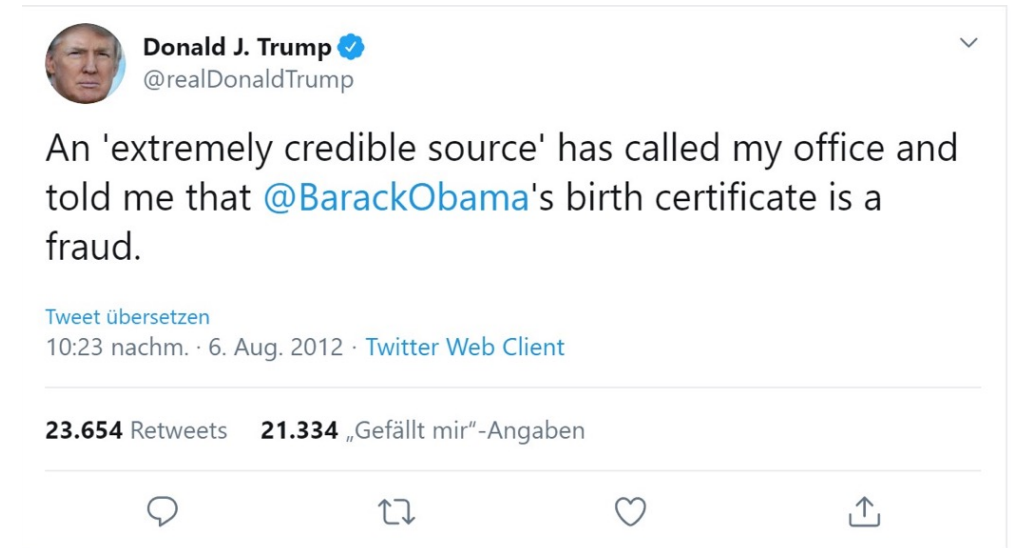 Donald J. Trump
@realDonaldTrump
An 'extremely credible source' has called my office and
told me that @BarackObama's birth certificate is a
fraud.
Tweet übersetzen
10:23 nachm. · 6. Aug. 2012 · Twitter Web Client
23.654 Retweets 21.334 „Gefällt mir“-Angaben